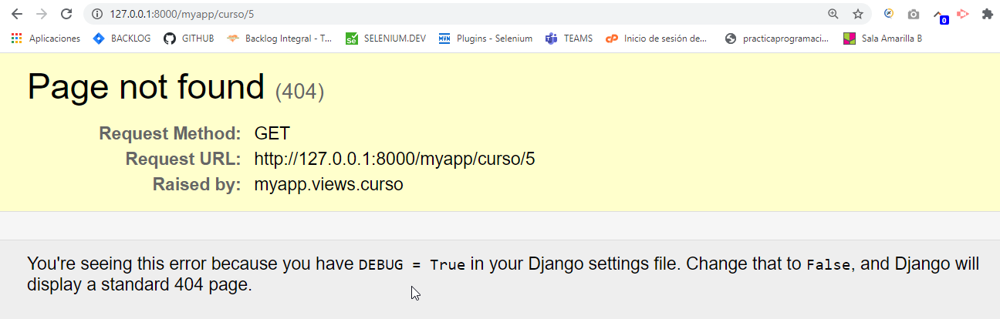 127.0.0.1:8000/myapp/curso/5
0
Aplicaciones BACKLOG GITHUB Backlog Integral - T... Se SELENIUM.DEV MVN Plugins - Selenium TEAMS cP Inicio de sesión de... practicaprogramaci... Sala Amarilla B
Page not found (404)
Request Method: GET
Request URL: http://127.0.0.1:8000/myapp/curso/5
Raised by: myapp.views.curso
You're seeing this error because you have DEBUG = True in your Django settings file. Change that to False, and Django will
display a standard 404 page.